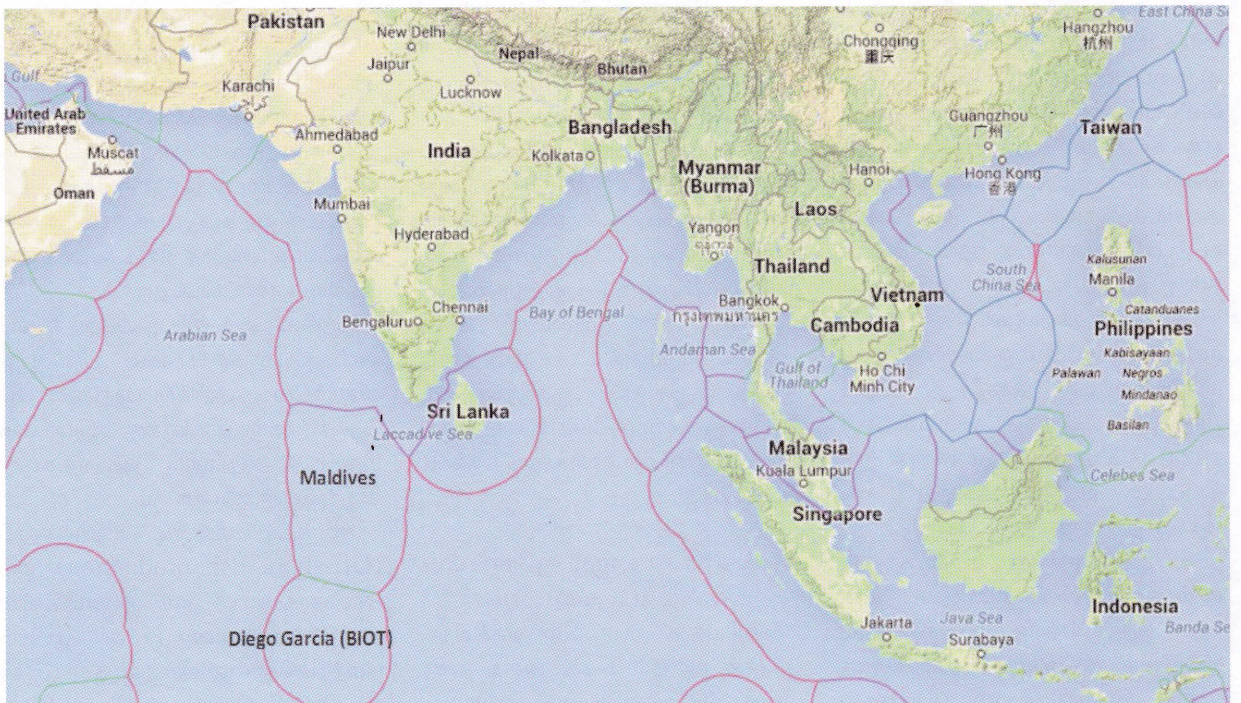 Pakistan
New Delhi
Nepal
Chongqing
重庆
East China Se
Hangzhou
杭州
Gulf
Karachi
كراچي
Jaipur
Lucknow
Bhutan
United Arab
Emirates
Muscat
مسقط
Oman
Ahmedabad
India
Kolkata
Bangladesh
Myanmar
(Burma)
Hanoi
Guangzhou
广州
Hong Kong
香港
Taiwan
Mumbai
Hyderabad
Yangon
Laos
Thailand
South
China Sea
Kalusunan
Manila
Arabian Sea
Bengaluru
Chennai
Bay of Bengal
Bangkok
กรุงเทพมหานคร
Vietnam
Cambodia
Catanduanes
Philippines
Andaman Sea
Gulf of
Thailand
Ho Chi
Minh City
Kabisayaan
Palawan
Negros
Mindanao
Basilan
Sri Lanka
Laccadive Sea
Maldives
Malaysia
Kuala Lumpur
Singapore
Celebes Sea
Diego Garcia (BIOT)
Jakarta
Java Sea
Surabaya
Indonesia
Banda Se